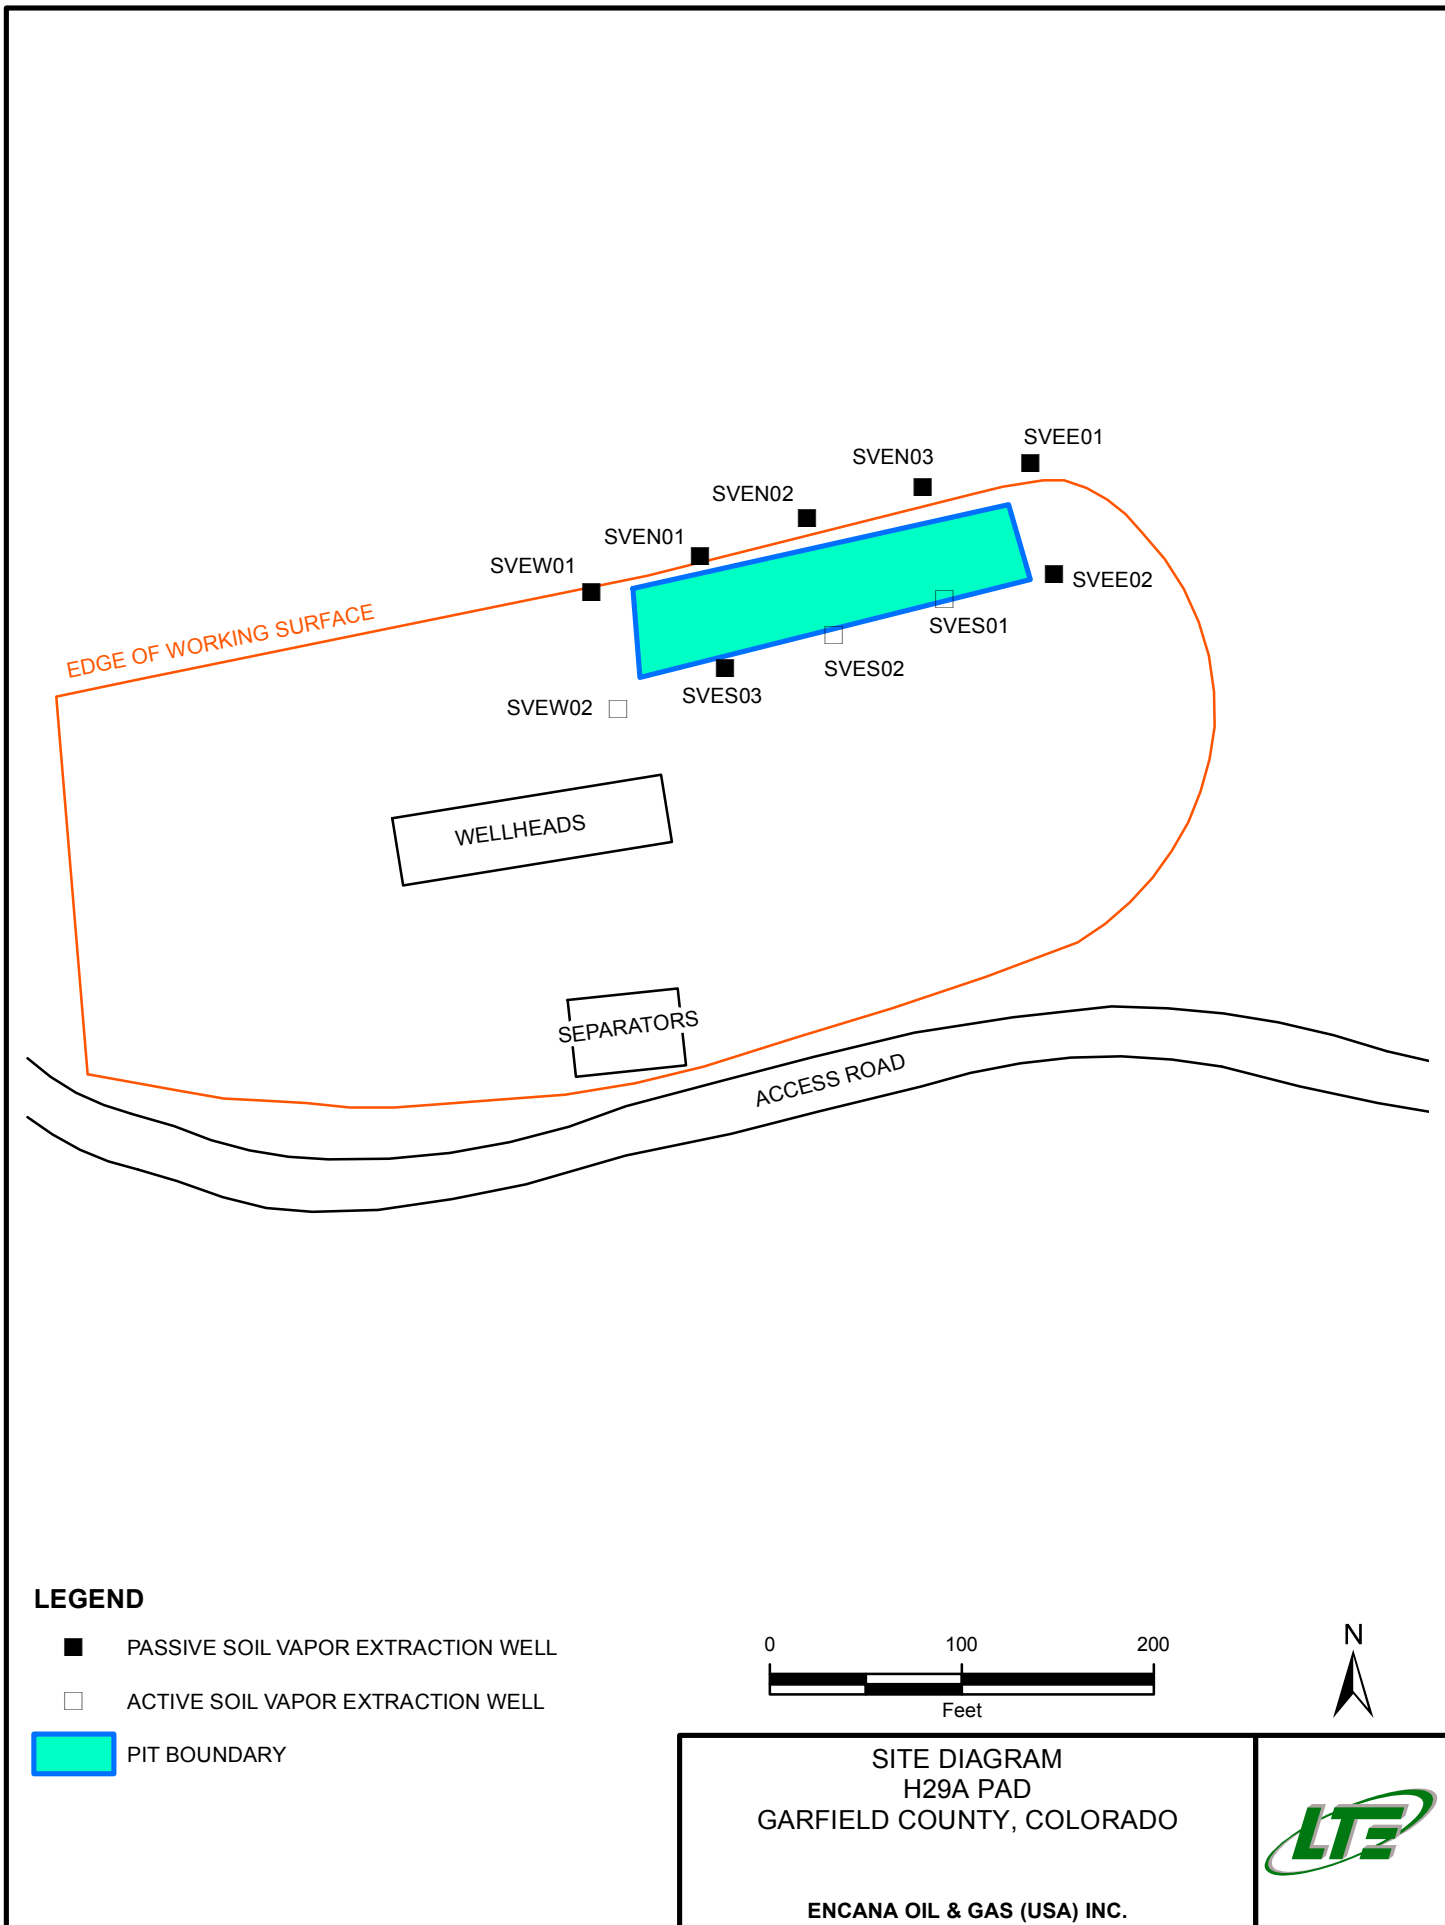 SVEE01
SVEN03
SVEN02
SVEN01
SVEW01
SVEE02
EDGE OF WORKING SURFACE
SVES01
SVES02
SVES03
SVEW02
WELLHEADS
SEPARATORS
ACCESS ROAD
LEGEND
PASSIVE SOIL VAPOR EXTRACTION WELL
ACTIVE SOIL VAPOR EXTRACTION WELL
PIT BOUNDARY
0 100 200
Feet
N
SITE DIAGRAM
H29A PAD
GARFIELD COUNTY, COLORADO
ENCANA OIL & GAS (USA) INC.
LTE